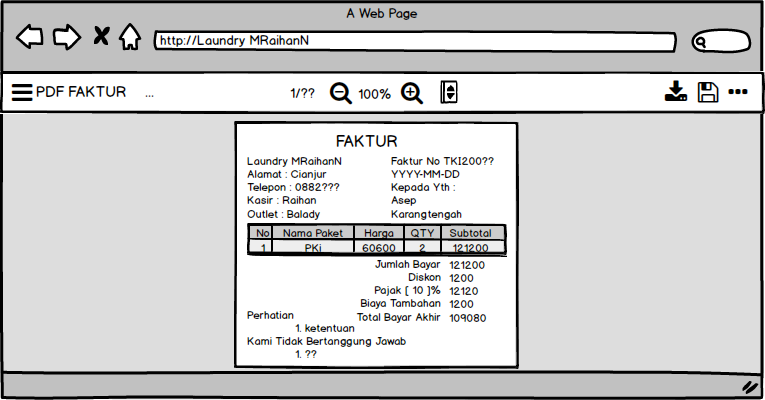 A Web Page
http://Laundry MRaihanN
PDF FAKTUR ... 1/?? 100%
FAKTUR
Laundry MRaihanN Faktur No TKI200??
Alamat : Cianjur YYYY-MM-DD
Telepon : 0882??? Kepada Yth :
Kasir : Raihan Asep
Outlet : Balady Karangtengah
No Nama Paket Harga QTY Subtotal
1 PKi 60600 2 121200
Jumlah Bayar 121200
Diskon 1200
Pajak [ 10 ]% 12120
Biaya Tambahan 1200
Perhatian Total Bayar Akhir 109080
1. ketentuan
Kami Tidak Bertanggung Jawab
1. ??